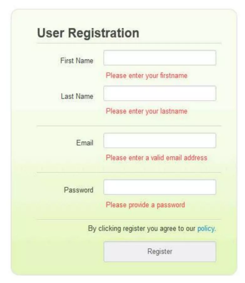 User Registration
First Name
Please enter your firstname
Last Name
Please enter your lastname
Email
Please enter a valid email address
Password
Please provide a password
By clicking register you agree to our policy.
Register